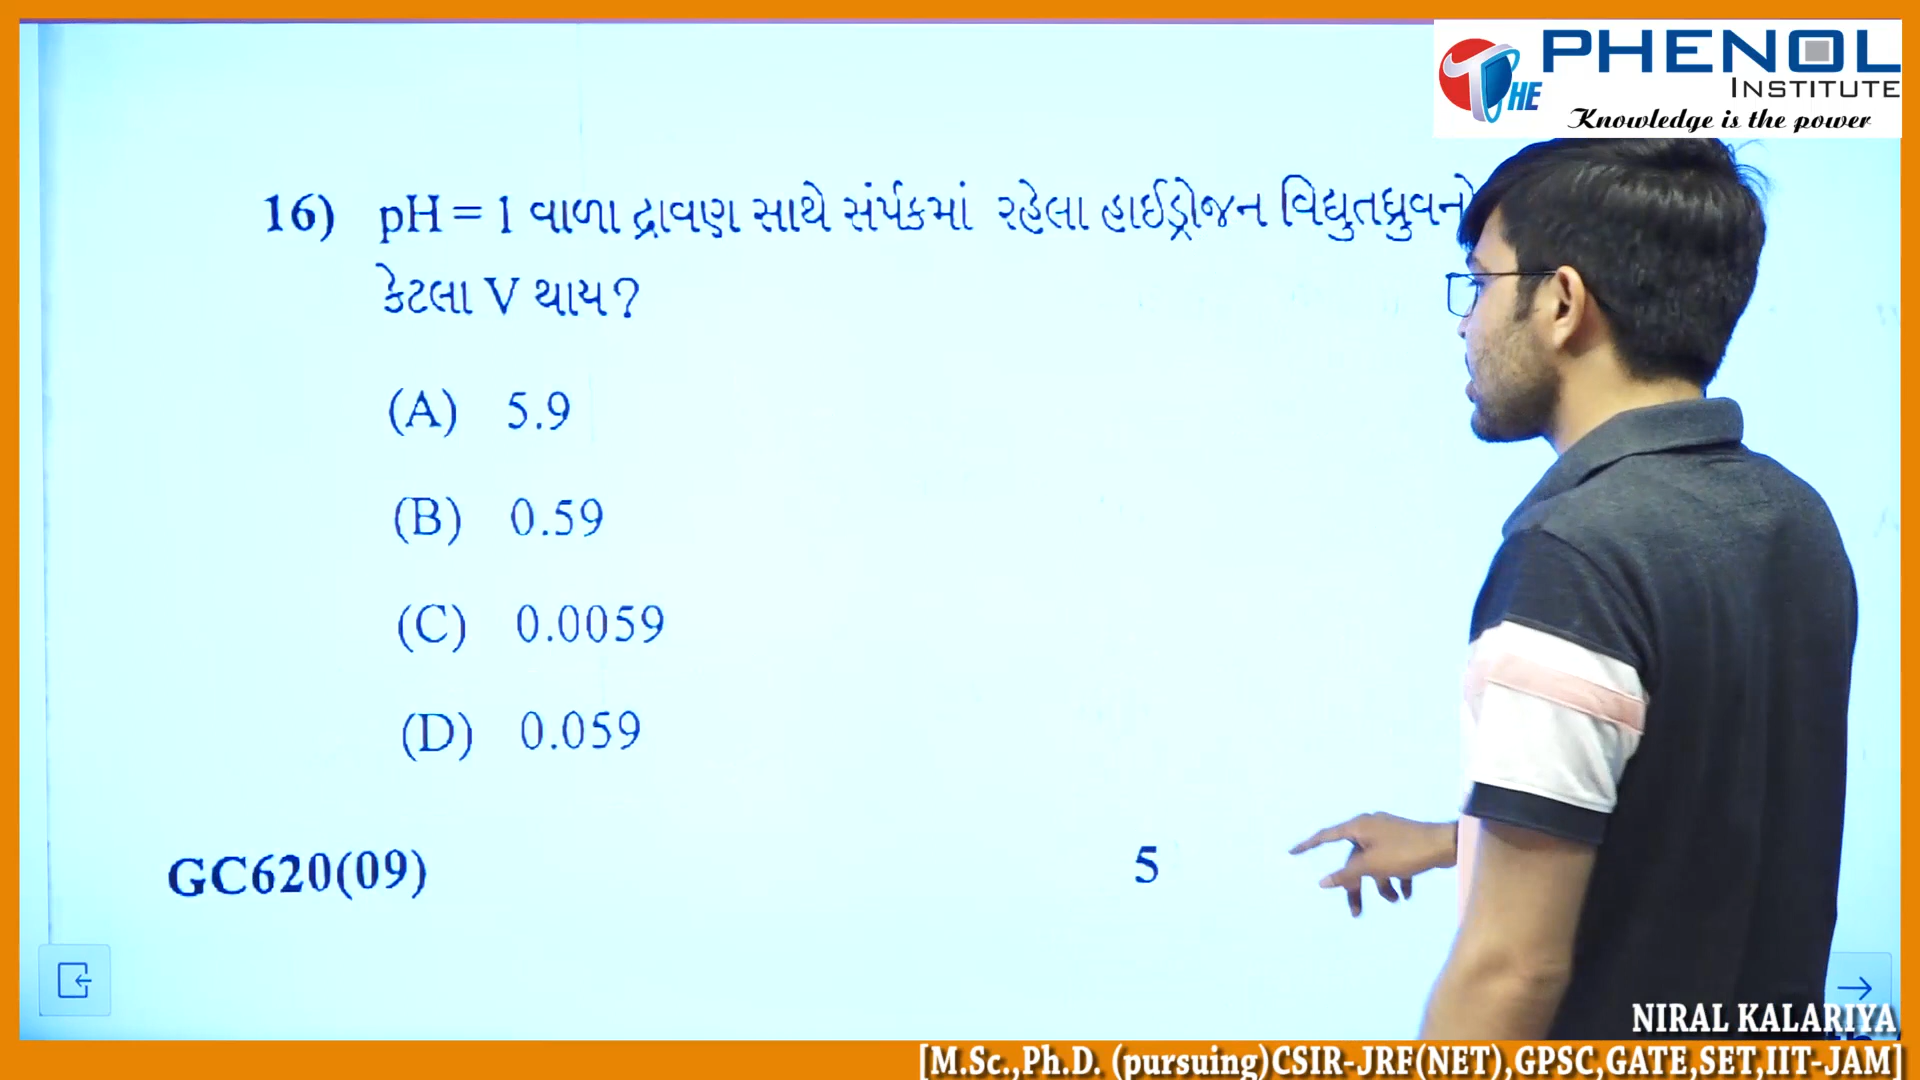 THE PHENOL
INSTITUTE
Knowledge is the power
16) pH = 1 વાળા દ્રાવણ સાથે સંર્પકમાં રહેલા હાઈડ્રોજન વિદ્યુતધ્રુવનો
કેટલા V થાય?
(A) 5.9
(B) 0.59
(C) 0.0059
(D) 0.059
GC620(09)
5
NIRAL KALARIYA
[M.Sc.,Ph.D. (pursuing)CSIR-JRF(NET),GPSC,GATE,SET,IIT-JAM]